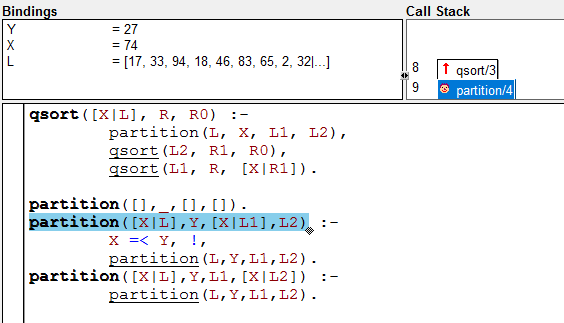 Bindings
Call Stack
Y = 27
X = 74
L = [17, 33, 94, 18, 46, 83, 65, 2, 32|...]
8 qsort/3
9 partition/4
qsort([X|L], R, R0) :-
partition(L, X, L1, L2),
qsort(L2, R1, R0),
qsort(L1, R, [X|R1]).
partition([],_,[],[]).
partition([X|L],Y,[X|L1],L2) :-
X =< Y, !,
partition(L,Y,L1,L2).
partition([X|L],Y,L1,[X|L2]) :-
partition(L,Y,L1,L2).